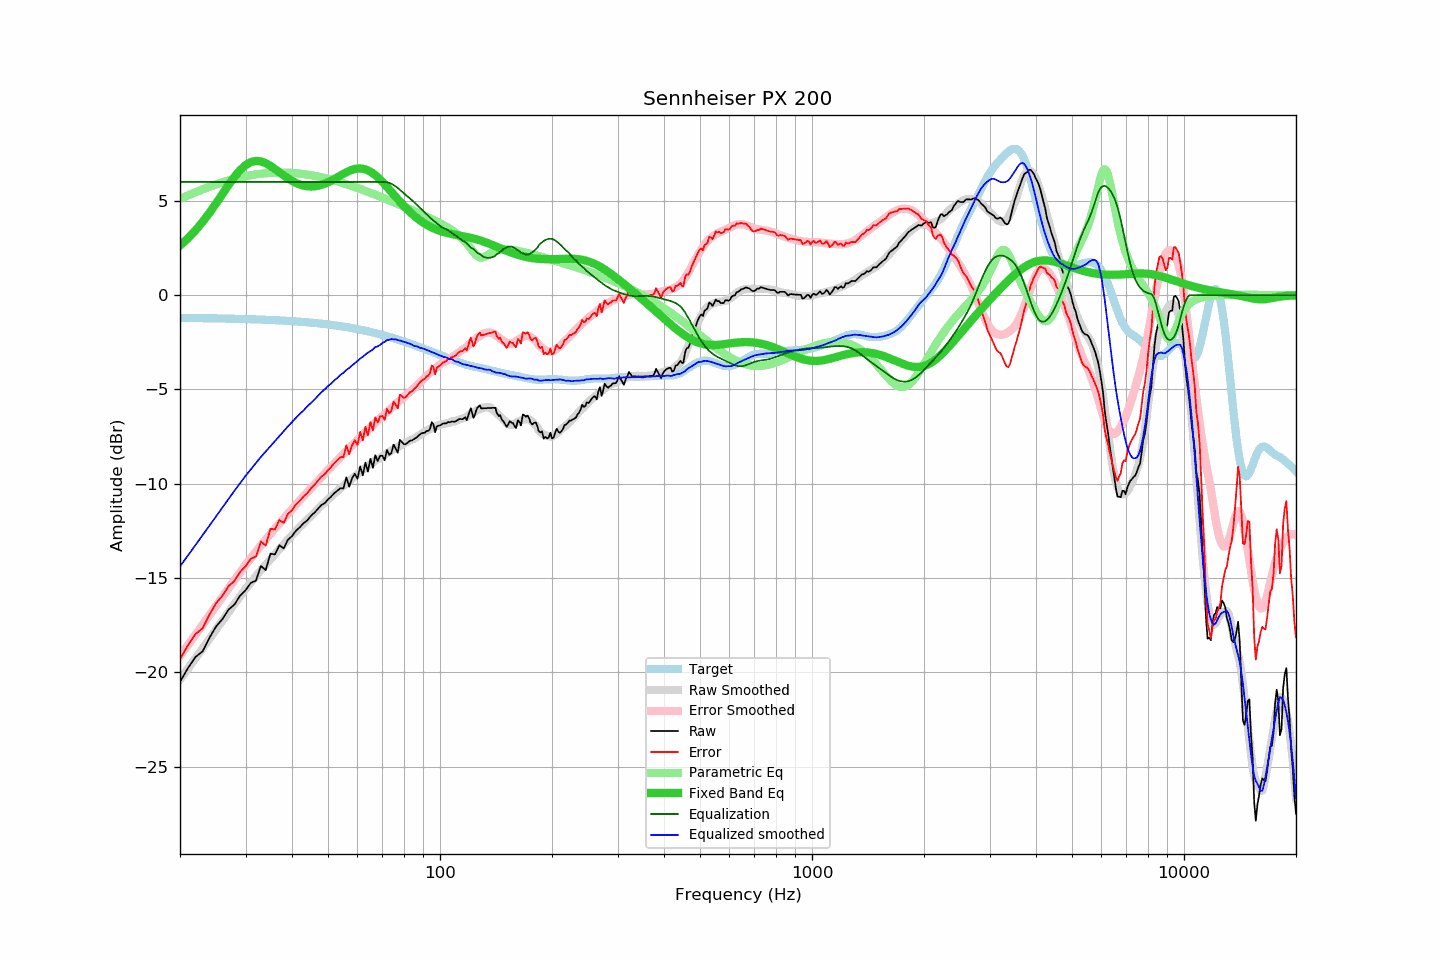 Sennheiser PX 200
5
0
−5
−10
−15
−20
−25
Amplitude (dBr)
Target
Raw Smoothed
Error Smoothed
Raw
Error
Parametric Eq
Fixed Band Eq
Equalization
Equalized smoothed
100
1000
10000
Frequency (Hz)